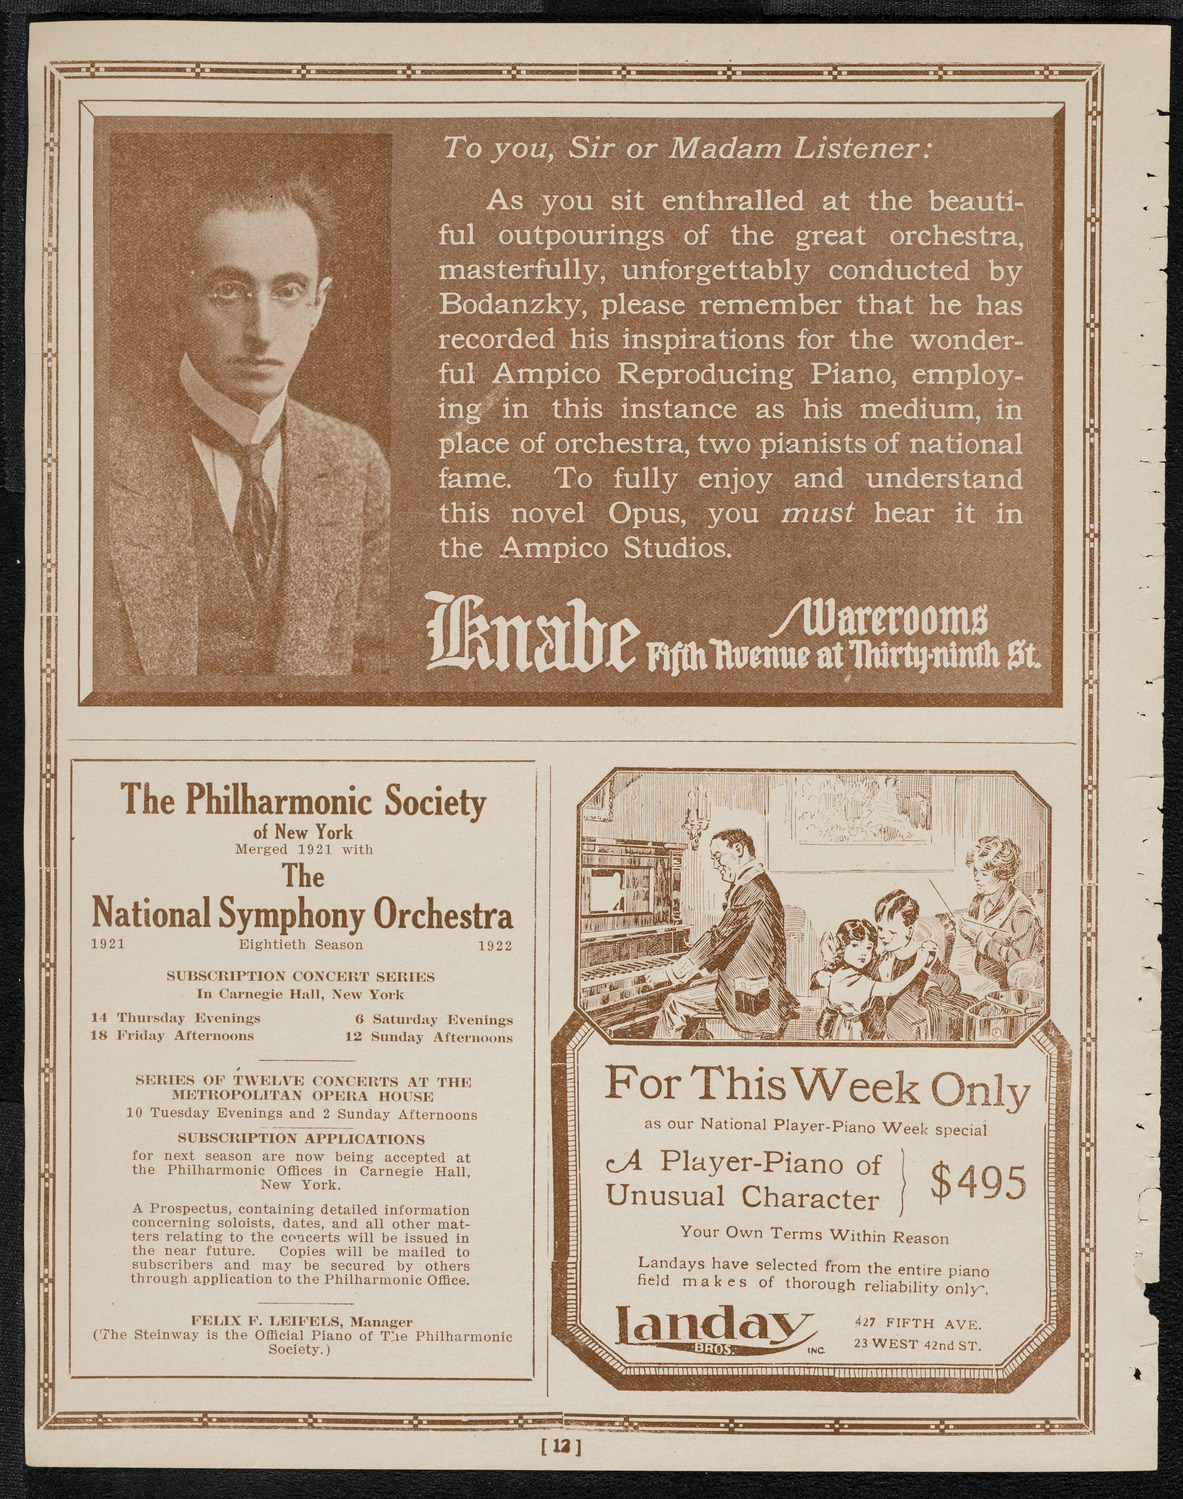 To you, Sir or Madam Listener:
As you sit enthralled at the beauti-
ful outpourings of the great orchestra,
masterfully, unforgettably conducted by
Bodanzky, please remember that he has
recorded his inspirations for the wonder-
ful Ampico Reproducing Piano, employ-
ing in this instance as his medium, in
place of orchestra, two pianists of national
fame. To fully enjoy and understand
this novel Opus, you must hear it in
the Ampico Studios.
Knabe Warerooms
Fifth Avenue at Thirty-ninth St.
The Philharmonic Society
of New York
Merged 1921 with
The
National Symphony Orchestra
1921 Eightieth Season 1922
SUBSCRIPTION CONCERT SERIES
In Carnegie Hall, New York
14 Thursday Evenings 6 Saturday Evenings
18 Friday Afternoons 12 Sunday Afternoons
SERIES OF TWELVE CONCERTS AT THE
METROPOLITAN OPERA HOUSE
10 Tuesday Evenings and 2 Sunday Afternoons
SUBSCRIPTION APPLICATIONS
for next season are now being accepted at
the Philharmonic Offices in Carnegie Hall,
New York.
A Prospectus, containing detailed information
concerning soloists, dates, and all other mat-
ters relating to the concerts will be issued in
the near future. Copies will be mailed to
subscribers and may be secured by others
through application to the Philharmonic Office.
FELIX F. LEIFELS, Manager
(The Steinway is the Official Piano of The Philharmonic
Society.)
For This Week Only
as our National Player-Piano Week special
A Player-Piano of
Unusual Character
$495
Your Own Terms Within Reason
Landays have selected from the entire piano
field makes of thorough reliability only.
Landay
BROS. INC.
427 FIFTH AVE.
23 WEST 42nd ST.
[ 12 ]